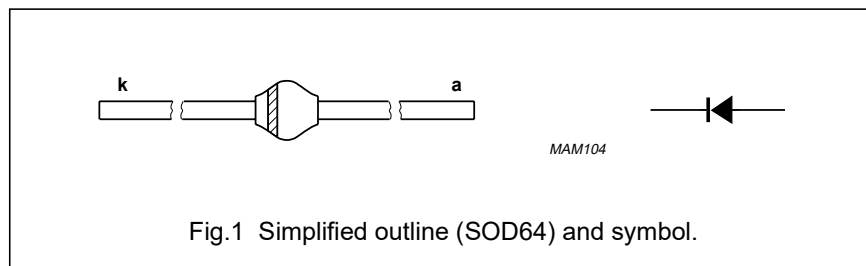 k a
MAM104
Fig.1 Simplified outline (SOD64) and symbol.